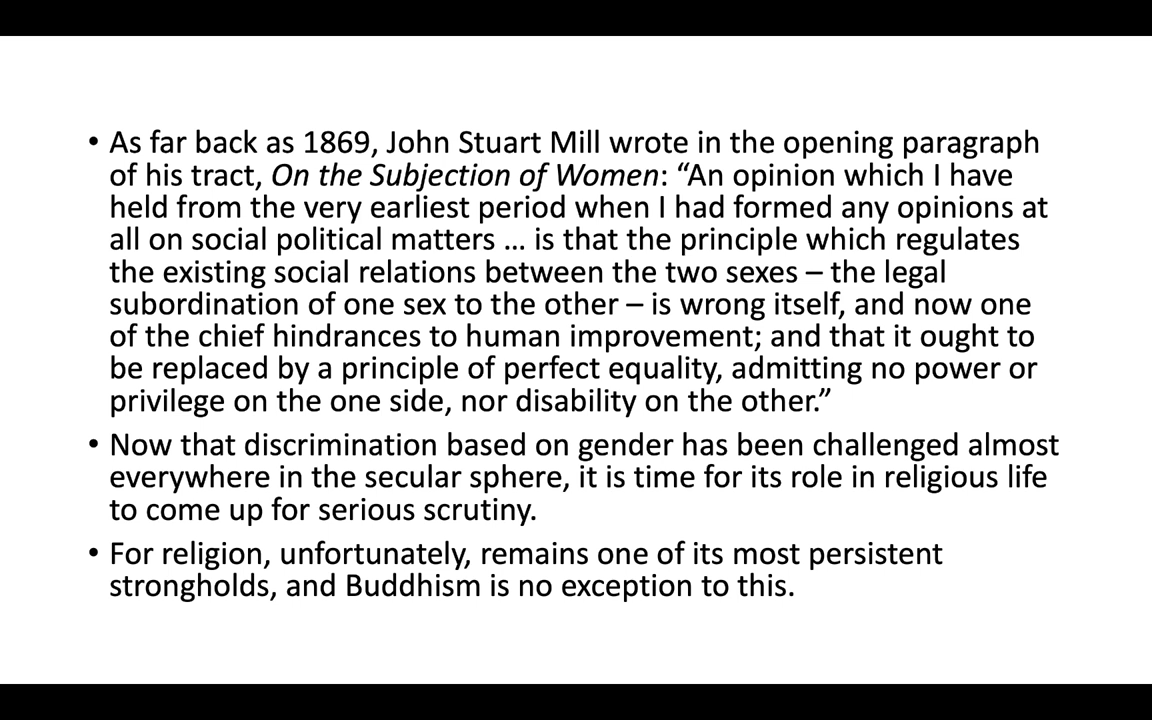 • As far back as 1869, John Stuart Mill wrote in the opening paragraph
of his tract, On the Subjection of Women: “An opinion which I have
held from the very earliest period when I had formed any opinions at
all on social political matters ... is that the principle which regulates
the existing social relations between the two sexes – the legal
subordination of one sex to the other – is wrong itself, and now one
of the chief hindrances to human improvement; and that it ought to
be replaced by a principle of perfect equality, admitting no power or
privilege on the one side, nor disability on the other.”
• Now that discrimination based on gender has been challenged almost
everywhere in the secular sphere, it is time for its role in religious life
to come up for serious scrutiny.
• For religion, unfortunately, remains one of its most persistent
strongholds, and Buddhism is no exception to this.